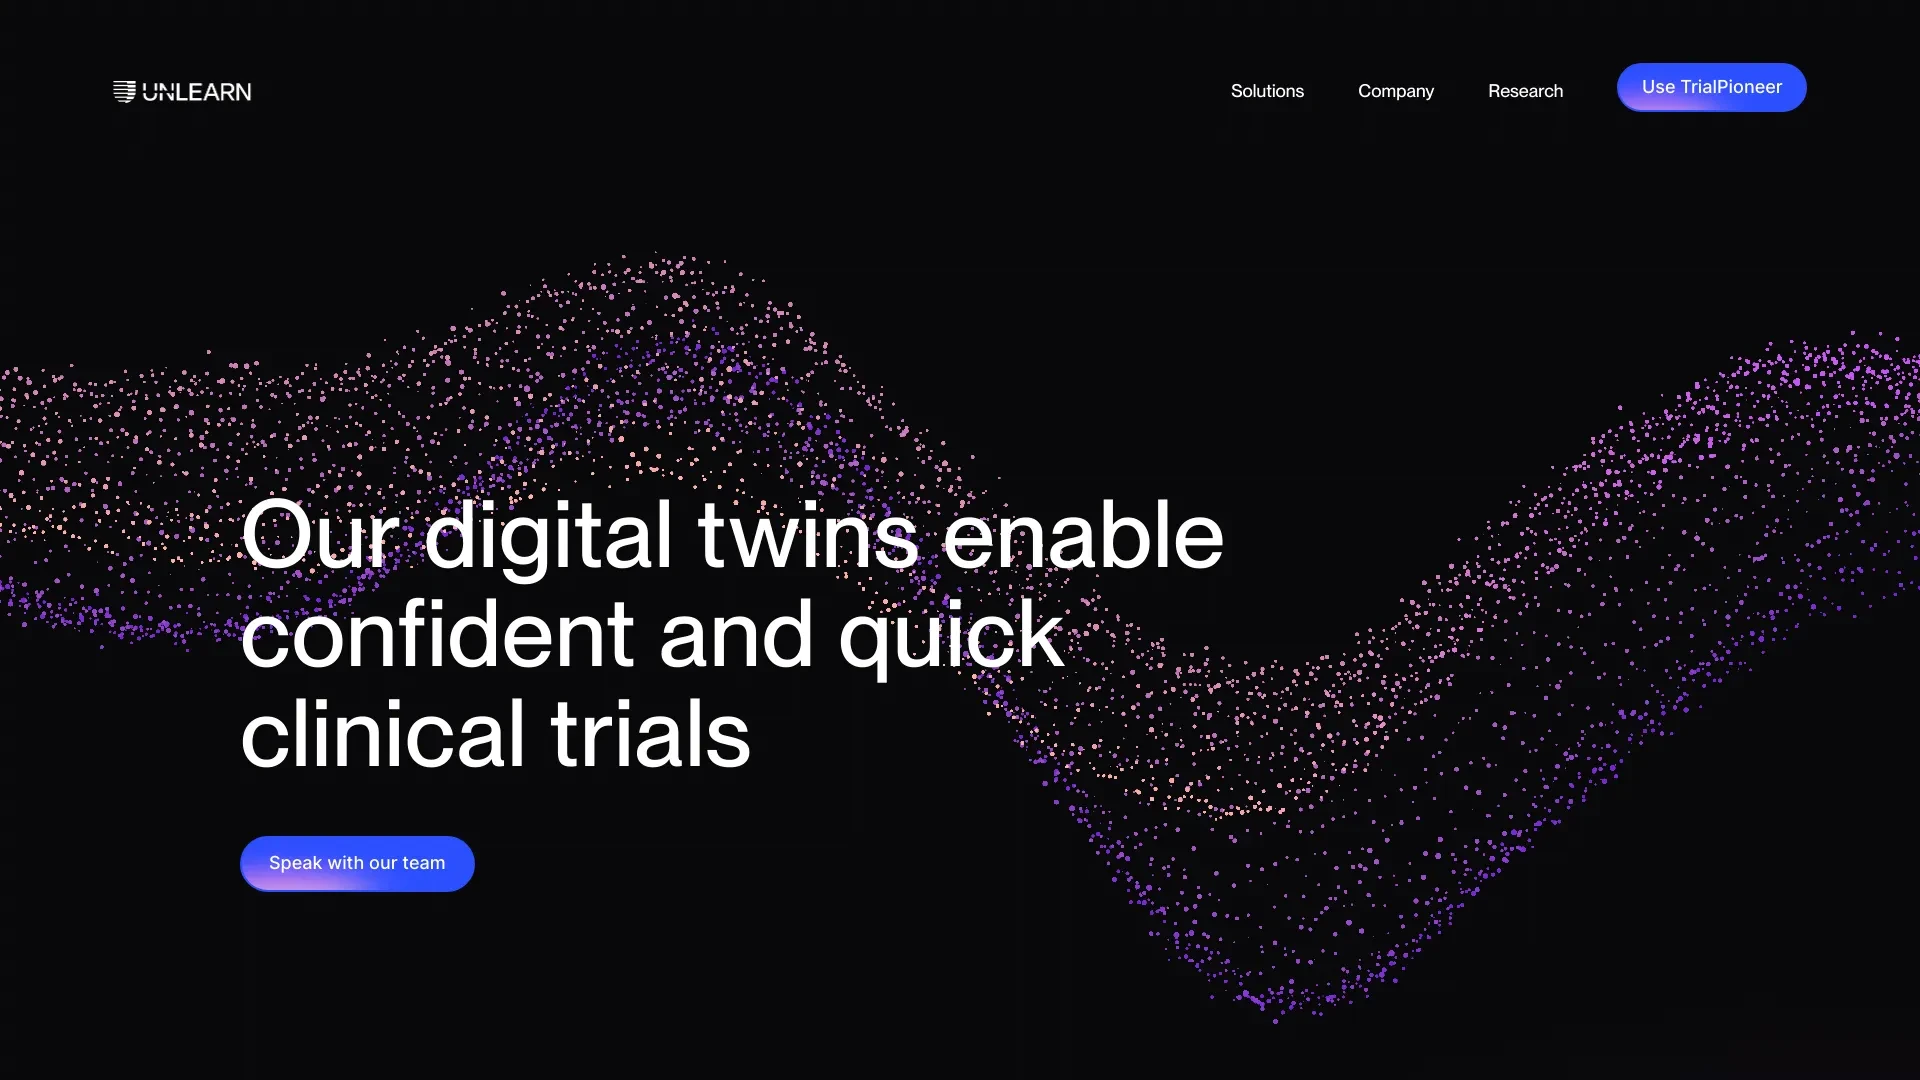 UNLEARN
Solutions
Company
Research
Use TrialPioneer
Our digital twins enable
confident and quick
clinical trials
Speak with our team